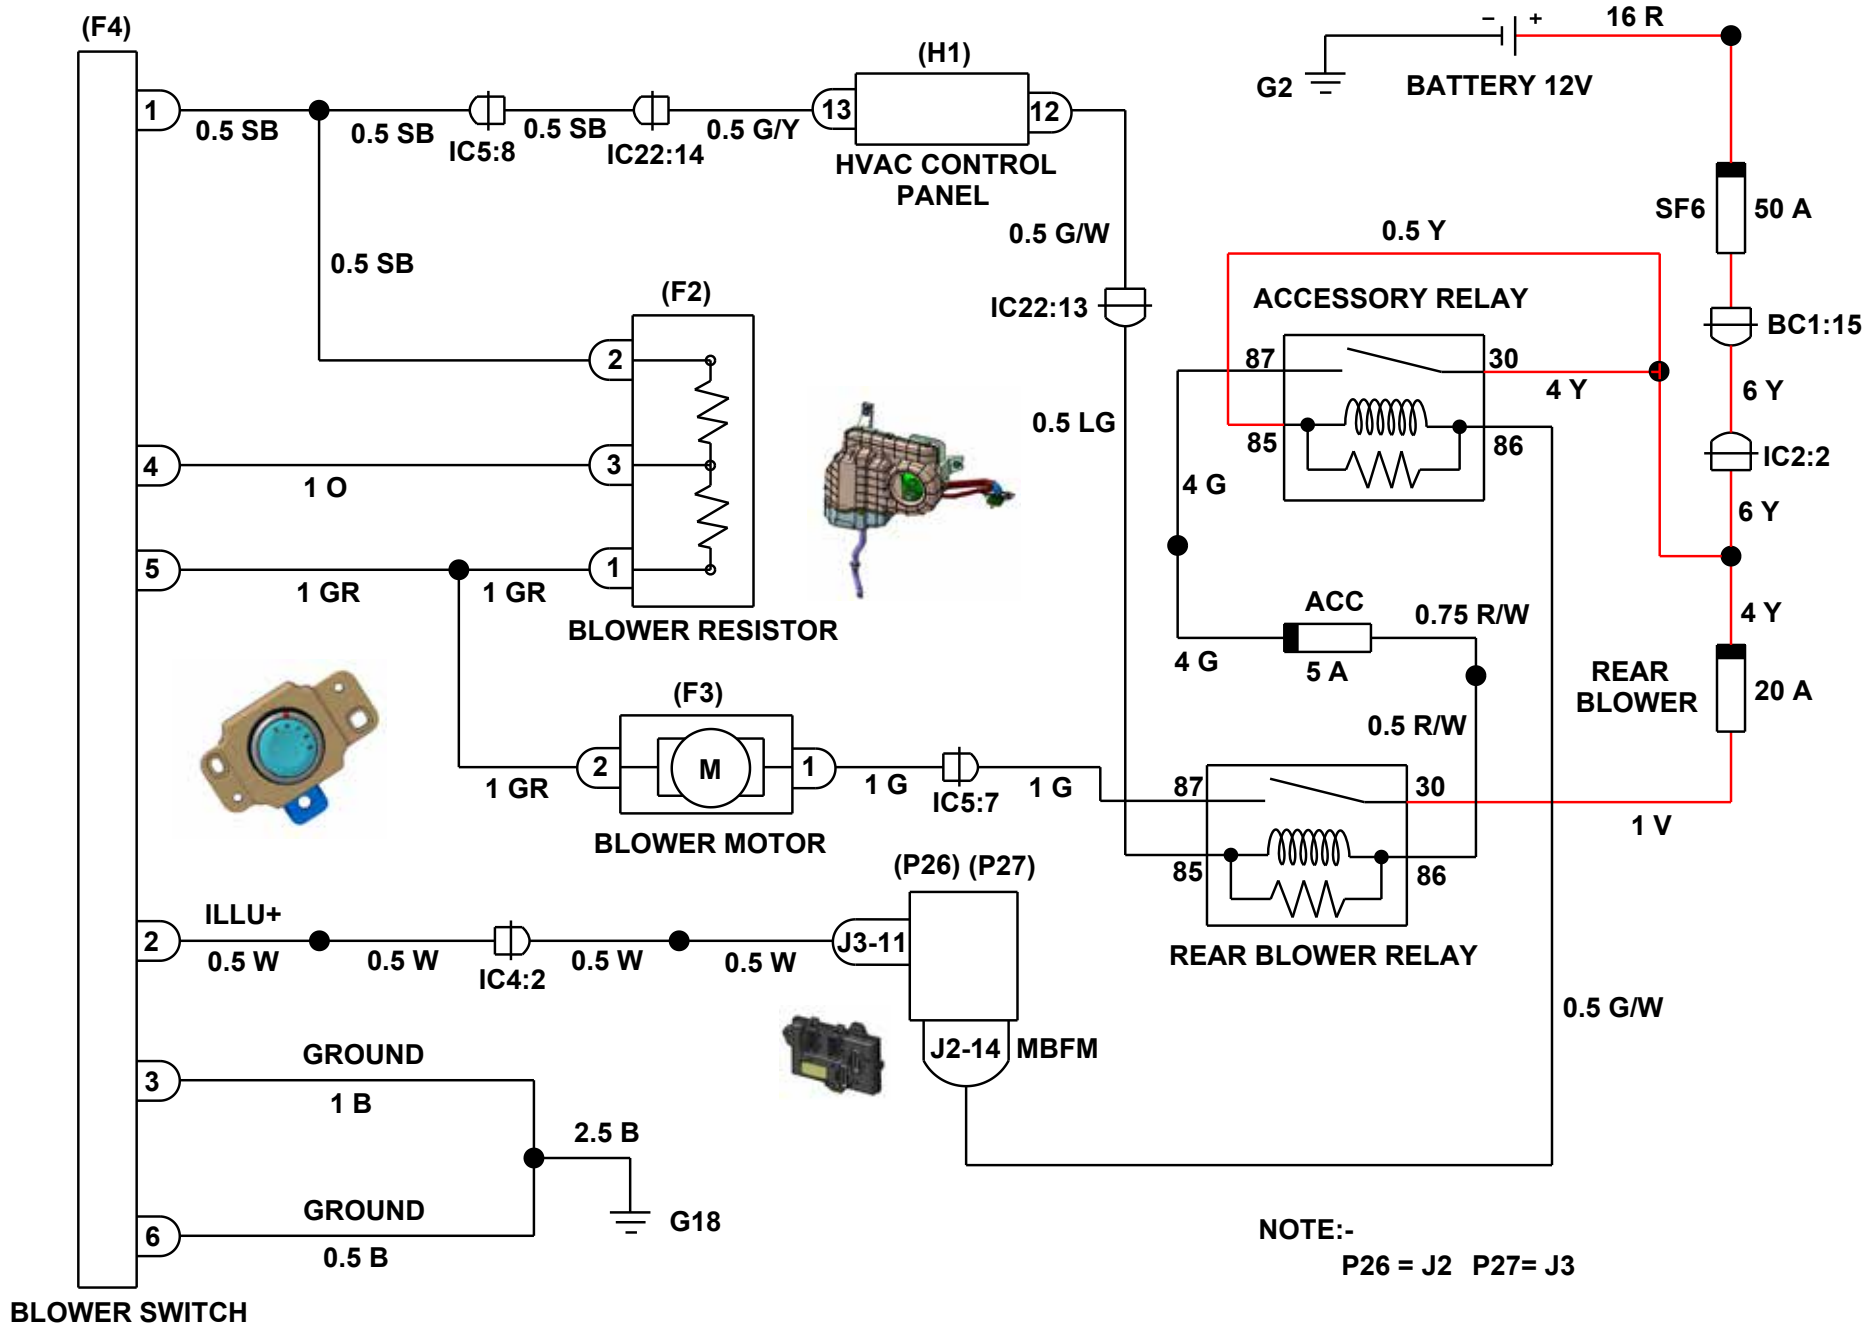 (F4)
1
0.5 SB
0.5 SB
IC5:8
0.5 SB
IC22:14
0.5 G/Y
13
(H1)
12
HVAC CONTROL
PANEL
0.5 G/W
IC22:13
0.5 LG
− +
16 R
G2
BATTERY 12V
SF6
50 A
BC1:15
6 Y
IC2:2
6 Y
4 Y
REAR
BLOWER
20 A
1 V
0.5 Y
ACCESSORY RELAY
87
30
4 Y
85
86
4 G
ACC
0.75 R/W
4 G
5 A
0.5 R/W
0.5 SB
(F2)
2
4
1 O
3
5
1 GR
1 GR
1
BLOWER RESISTOR
(F3)
1 GR
2
M
1
1 G
IC5:7
1 G
BLOWER MOTOR
87
30
85
86
REAR BLOWER RELAY
(P26) (P27)
2
ILLU+
0.5 W
0.5 W
IC4:2
0.5 W
0.5 W
J3-11
J2-14
MBFM
0.5 G/W
3
GROUND
1 B
2.5 B
G18
6
GROUND
0.5 B
BLOWER SWITCH
NOTE:-
P26 = J2 P27= J3